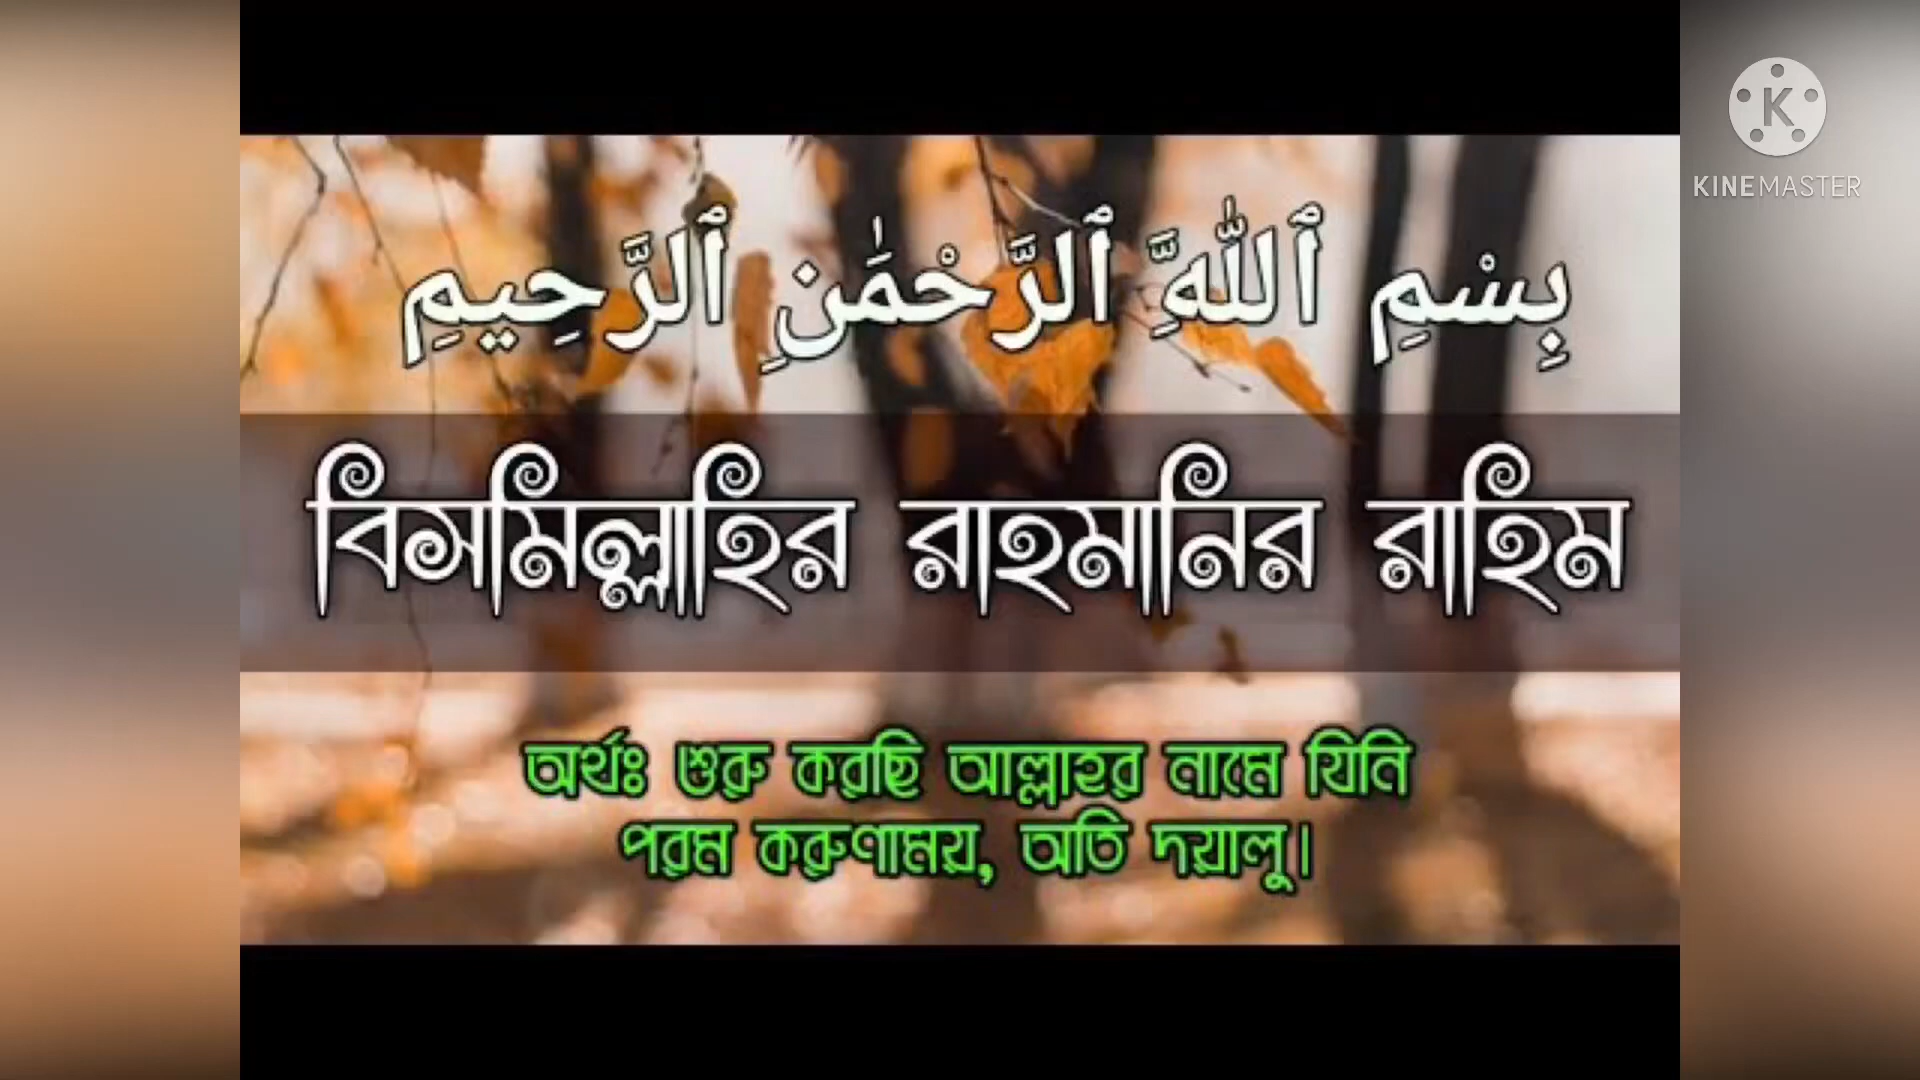 بِسْمِ ٱللَّهِ ٱلرَّحْمَٰنِ ٱلرَّحِيمِ
বিসমিল্লাহির রাহমানির রাহিম
অর্থঃ শুরু করছি আল্লাহর নামে যিনি
পরম করুণাময়, অতি দয়ালু।
K
KINEMASTER